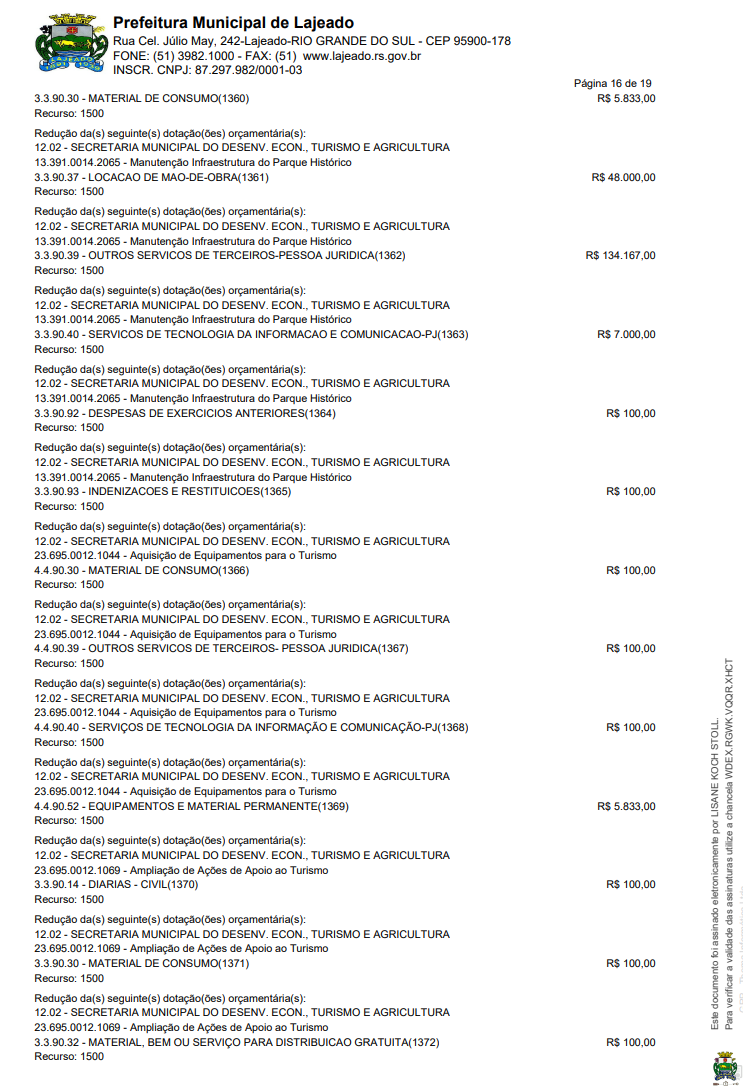 Prefeitura Municipal de Lajeado
Rua Cel. Júlio May, 242-Lajeado-RIO GRANDE DO SUL - CEP 95900-178
FONE: (51) 3982.1000 - FAX: (51) www.lajeado.rs.gov.br
INSCR. CNPJ: 87.297.982/0001-03
Página 16 de 19
3.3.90.30 - MATERIAL DE CONSUMO(1360) R$ 5.833,00
Recurso: 1500
Redução da(s) seguinte(s) dotação(ões) orçamentária(s):
12.02 - SECRETARIA MUNICIPAL DO DESENV. ECON., TURISMO E AGRICULTURA
13.391.0014.2065 - Manutenção Infraestrutura do Parque Histórico
3.3.90.37 - LOCACAO DE MAO-DE-OBRA(1361) R$ 48.000,00
Recurso: 1500
Redução da(s) seguinte(s) dotação(ões) orçamentária(s):
12.02 - SECRETARIA MUNICIPAL DO DESENV. ECON., TURISMO E AGRICULTURA
13.391.0014.2065 - Manutenção Infraestrutura do Parque Histórico
3.3.90.39 - OUTROS SERVICOS DE TERCEIROS-PESSOA JURIDICA(1362) R$ 134.167,00
Recurso: 1500
Redução da(s) seguinte(s) dotação(ões) orçamentária(s):
12.02 - SECRETARIA MUNICIPAL DO DESENV. ECON., TURISMO E AGRICULTURA
13.391.0014.2065 - Manutenção Infraestrutura do Parque Histórico
3.3.90.40 - SERVICOS DE TECNOLOGIA DA INFORMACAO E COMUNICACAO-PJ(1363) R$ 7.000,00
Recurso: 1500
Redução da(s) seguinte(s) dotação(ões) orçamentária(s):
12.02 - SECRETARIA MUNICIPAL DO DESENV. ECON., TURISMO E AGRICULTURA
13.391.0014.2065 - Manutenção Infraestrutura do Parque Histórico
3.3.90.92 - DESPESAS DE EXERCICIOS ANTERIORES(1364) R$ 100,00
Recurso: 1500
Redução da(s) seguinte(s) dotação(ões) orçamentária(s):
12.02 - SECRETARIA MUNICIPAL DO DESENV. ECON., TURISMO E AGRICULTURA
13.391.0014.2065 - Manutenção Infraestrutura do Parque Histórico
3.3.90.93 - INDENIZACOES E RESTITUICOES(1365) R$ 100,00
Recurso: 1500
Redução da(s) seguinte(s) dotação(ões) orçamentária(s):
12.02 - SECRETARIA MUNICIPAL DO DESENV. ECON., TURISMO E AGRICULTURA
23.695.0012.1044 - Aquisição de Equipamentos para o Turismo
4.4.90.30 - MATERIAL DE CONSUMO(1366) R$ 100,00
Recurso: 1500
Redução da(s) seguinte(s) dotação(ões) orçamentária(s):
12.02 - SECRETARIA MUNICIPAL DO DESENV. ECON., TURISMO E AGRICULTURA
23.695.0012.1044 - Aquisição de Equipamentos para o Turismo
4.4.90.39 - OUTROS SERVICOS DE TERCEIROS- PESSOA JURIDICA(1367) R$ 100,00
Recurso: 1500
Redução da(s) seguinte(s) dotação(ões) orçamentária(s):
12.02 - SECRETARIA MUNICIPAL DO DESENV. ECON., TURISMO E AGRICULTURA
23.695.0012.1044 - Aquisição de Equipamentos para o Turismo
4.4.90.40 - SERVIÇOS DE TECNOLOGIA DA INFORMAÇÃO E COMUNICAÇÃO-PJ(1368) R$ 100,00
Recurso: 1500
Redução da(s) seguinte(s) dotação(ões) orçamentária(s):
12.02 - SECRETARIA MUNICIPAL DO DESENV. ECON., TURISMO E AGRICULTURA
23.695.0012.1044 - Aquisição de Equipamentos para o Turismo
4.4.90.52 - EQUIPAMENTOS E MATERIAL PERMANENTE(1369) R$ 5.833,00
Recurso: 1500
Redução da(s) seguinte(s) dotação(ões) orçamentária(s):
12.02 - SECRETARIA MUNICIPAL DO DESENV. ECON., TURISMO E AGRICULTURA
23.695.0012.1069 - Ampliação de Ações de Apoio ao Turismo
3.3.90.14 - DIARIAS - CIVIL(1370) R$ 100,00
Recurso: 1500
Redução da(s) seguinte(s) dotação(ões) orçamentária(s):
12.02 - SECRETARIA MUNICIPAL DO DESENV. ECON., TURISMO E AGRICULTURA
23.695.0012.1069 - Ampliação de Ações de Apoio ao Turismo
3.3.90.30 - MATERIAL DE CONSUMO(1371) R$ 100,00
Recurso: 1500
Redução da(s) seguinte(s) dotação(ões) orçamentária(s):
12.02 - SECRETARIA MUNICIPAL DO DESENV. ECON., TURISMO E AGRICULTURA
23.695.0012.1069 - Ampliação de Ações de Apoio ao Turismo
3.3.90.32 - MATERIAL, BEM OU SERVIÇO PARA DISTRIBUICAO GRATUITA(1372) R$ 100,00
Recurso: 1500
Este documento foi assinado eletronicamente por LISANE KOCH STOLL.
Para verificar a validade das assinaturas utilize a chancela WDEX.RGWK.VQQR.XHCT